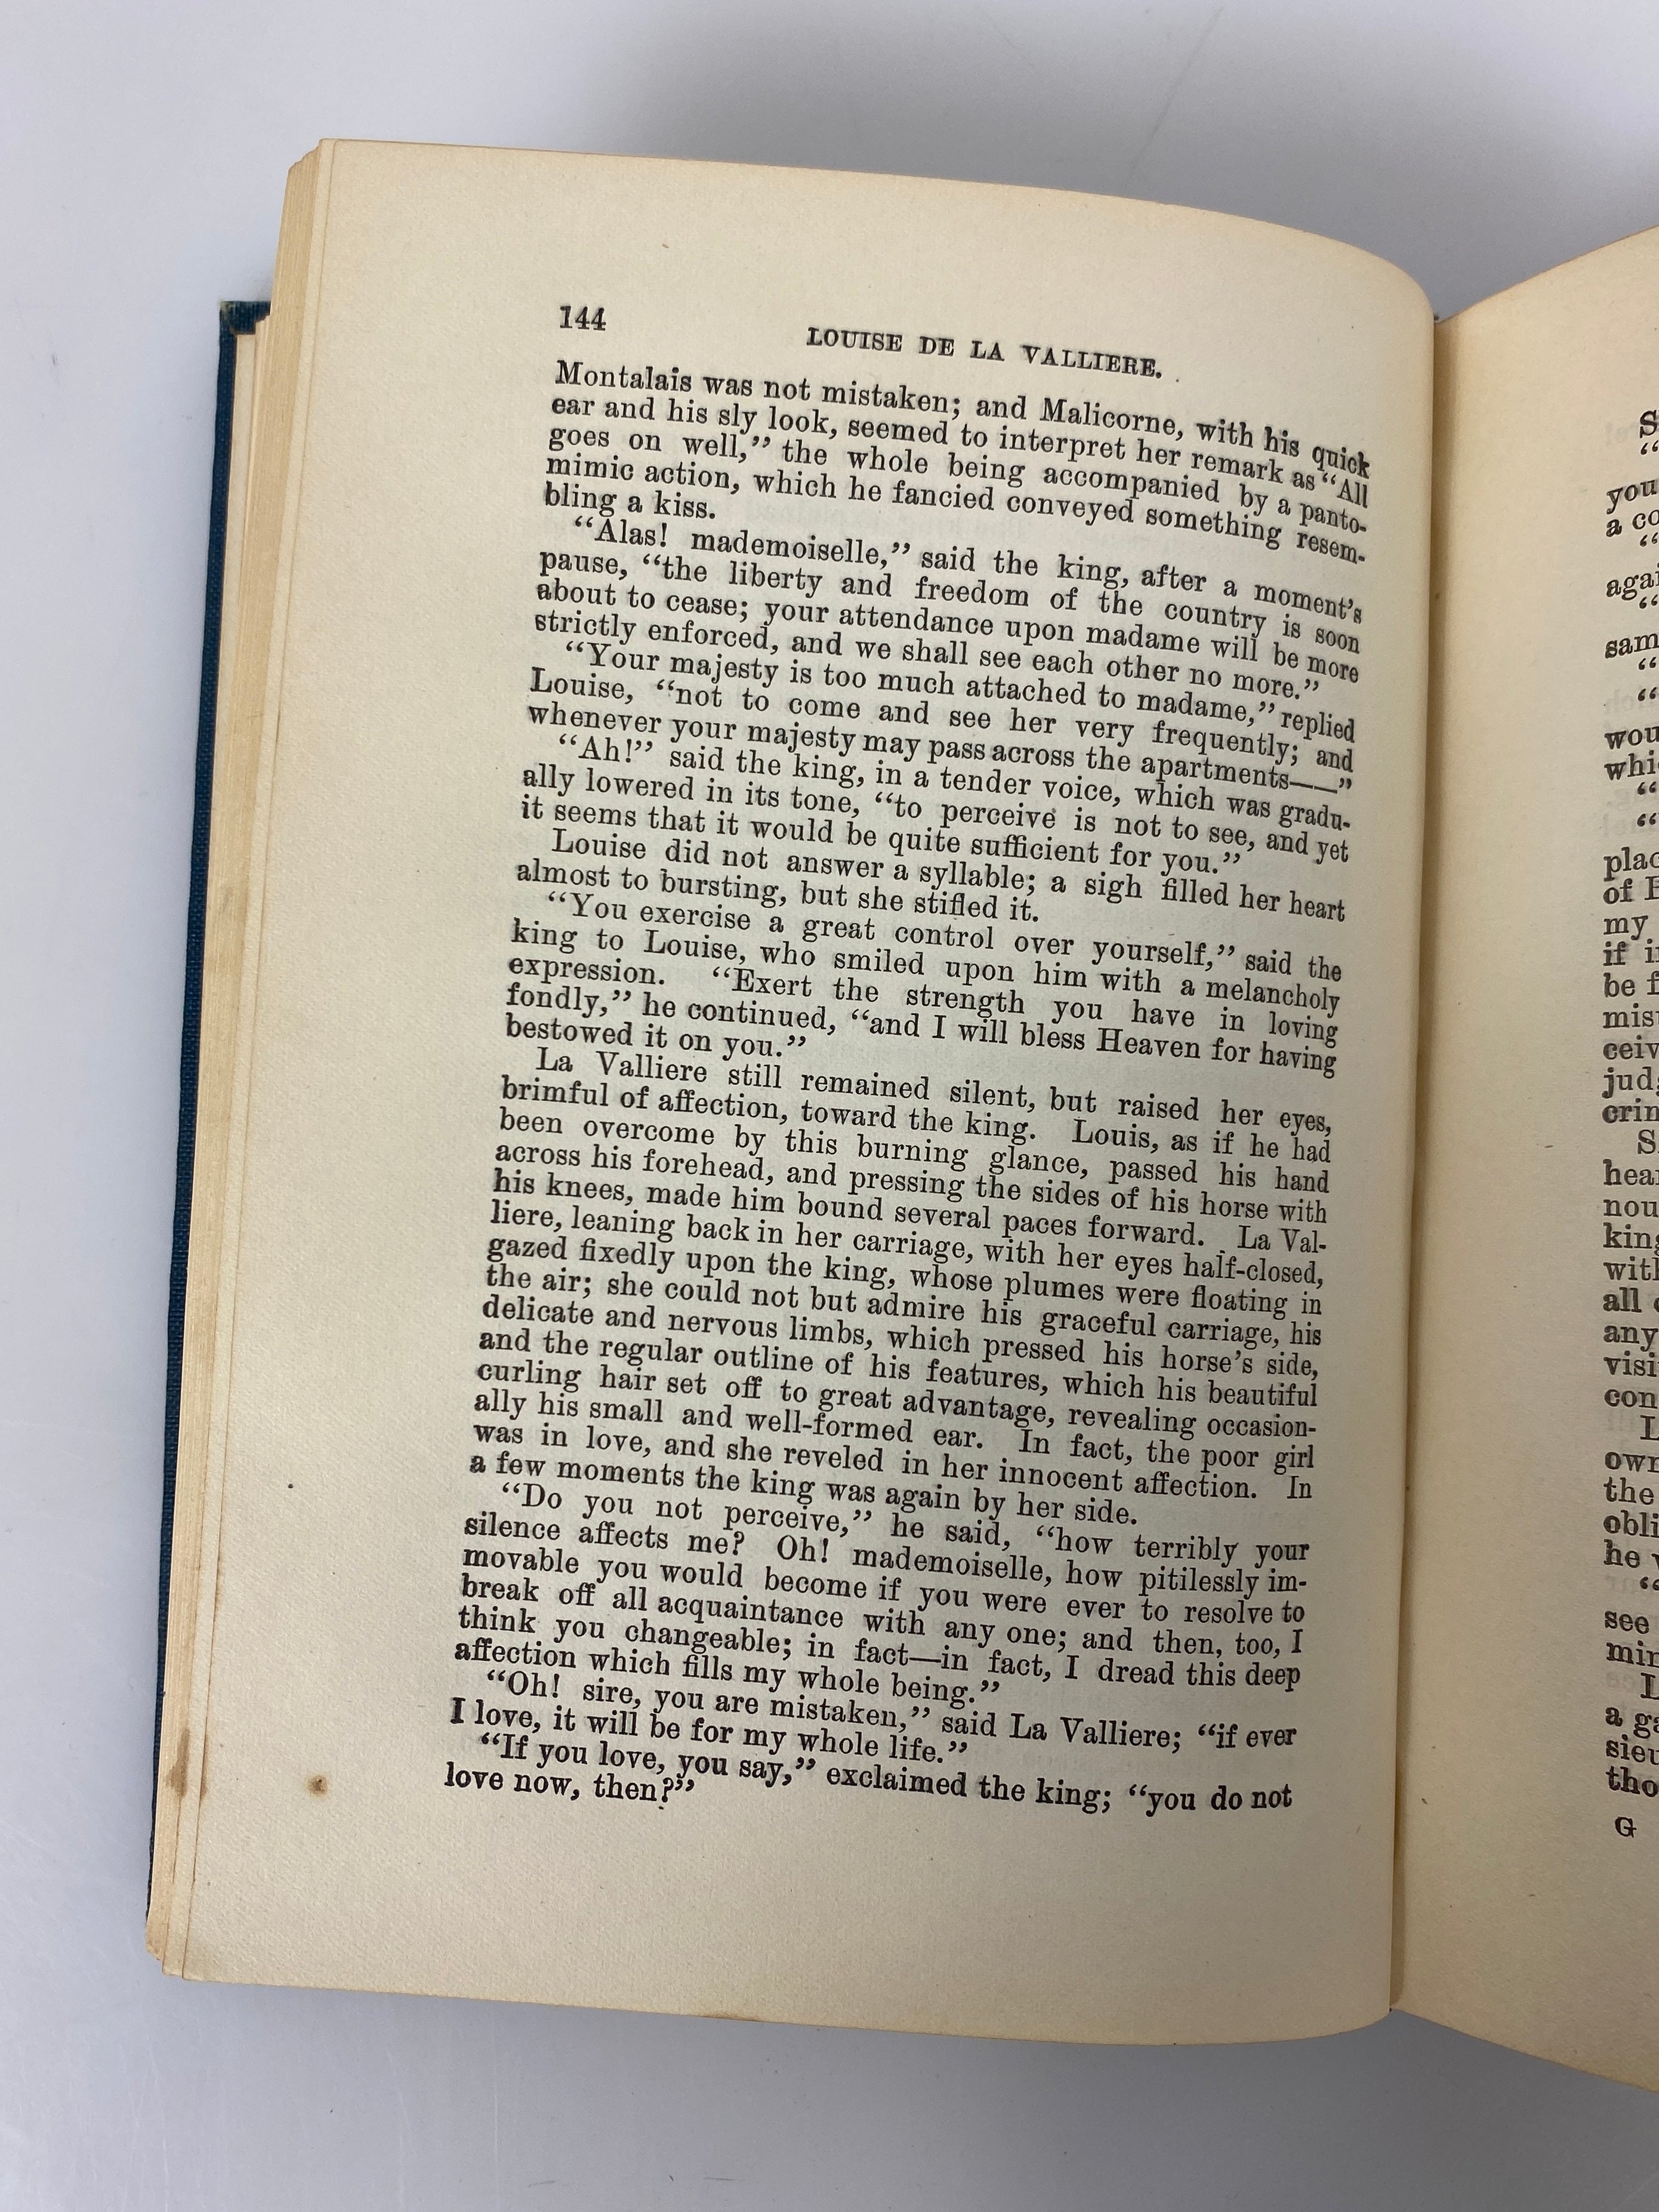 144
LOUISE DE LA VALLIERE.
Montalais was not mistaken; and Malicorne, with his quick
ear and his sly look, seemed to interpret her remark as “All
goes on well,” the whole being accompanied by a panto-
mimic action, which he fancied conveyed something resem-
bling a kiss.
“Alas! mademoiselle,” said the king, after a moment’s
pause, “the liberty and freedom of the country is soon
about to cease; your attendance upon madame will be more
strictly enforced, and we shall see each other no more.”
“Your majesty is too much attached to madame,” replied
Louise, “not to come and see her very frequently; and
whenever your majesty may pass across the apartments——”
“Ah!” said the king, in a tender voice, which was gradu-
ally lowered in its tone, “to perceive is not to see, and yet
it seems that it would be quite sufficient for you.”
Louise did not answer a syllable; a sigh filled her heart
almost to bursting, but she stifled it.
“You exercise a great control over yourself,” said the
king to Louise, who smiled upon him with a melancholy
expression. “Exert the strength you have in loving
fondly,” he continued, “and I will bless Heaven for having
bestowed it on you.”
La Valliere still remained silent, but raised her eyes,
brimful of affection, toward the king. Louis, as if he had
been overcome by this burning glance, passed his hand
across his forehead, and pressing the sides of his horse with
his knees, made him bound several paces forward. La Val-
liere, leaning back in her carriage, with her eyes half-closed,
gazed fixedly upon the king, whose plumes were floating in
the air; she could not but admire his graceful carriage, his
delicate and nervous limbs, which pressed his horse’s side,
and the regular outline of his features, which his beautiful
curling hair set off to great advantage, revealing occasion-
ally his small and well-formed ear. In fact, the poor girl
was in love, and she reveled in her innocent affection. In
a few moments the king was again by her side.
“Do you not perceive,” he said, “how terribly your
silence affects me? Oh! mademoiselle, how pitilessly im-
movable you would become if you were ever to resolve to
break off all acquaintance with any one; and then, too, I
think you changeable; in fact—in fact, I dread this deep
affection which fills my whole being.”
“Oh! sire, you are mistaken,” said La Valliere; “if ever
I love, it will be for my whole life.”
“If you love, you say,” exclaimed the king; “you do not
love now, then?”
you
a
of
my
if
be
all
any
the
he
see
a
G